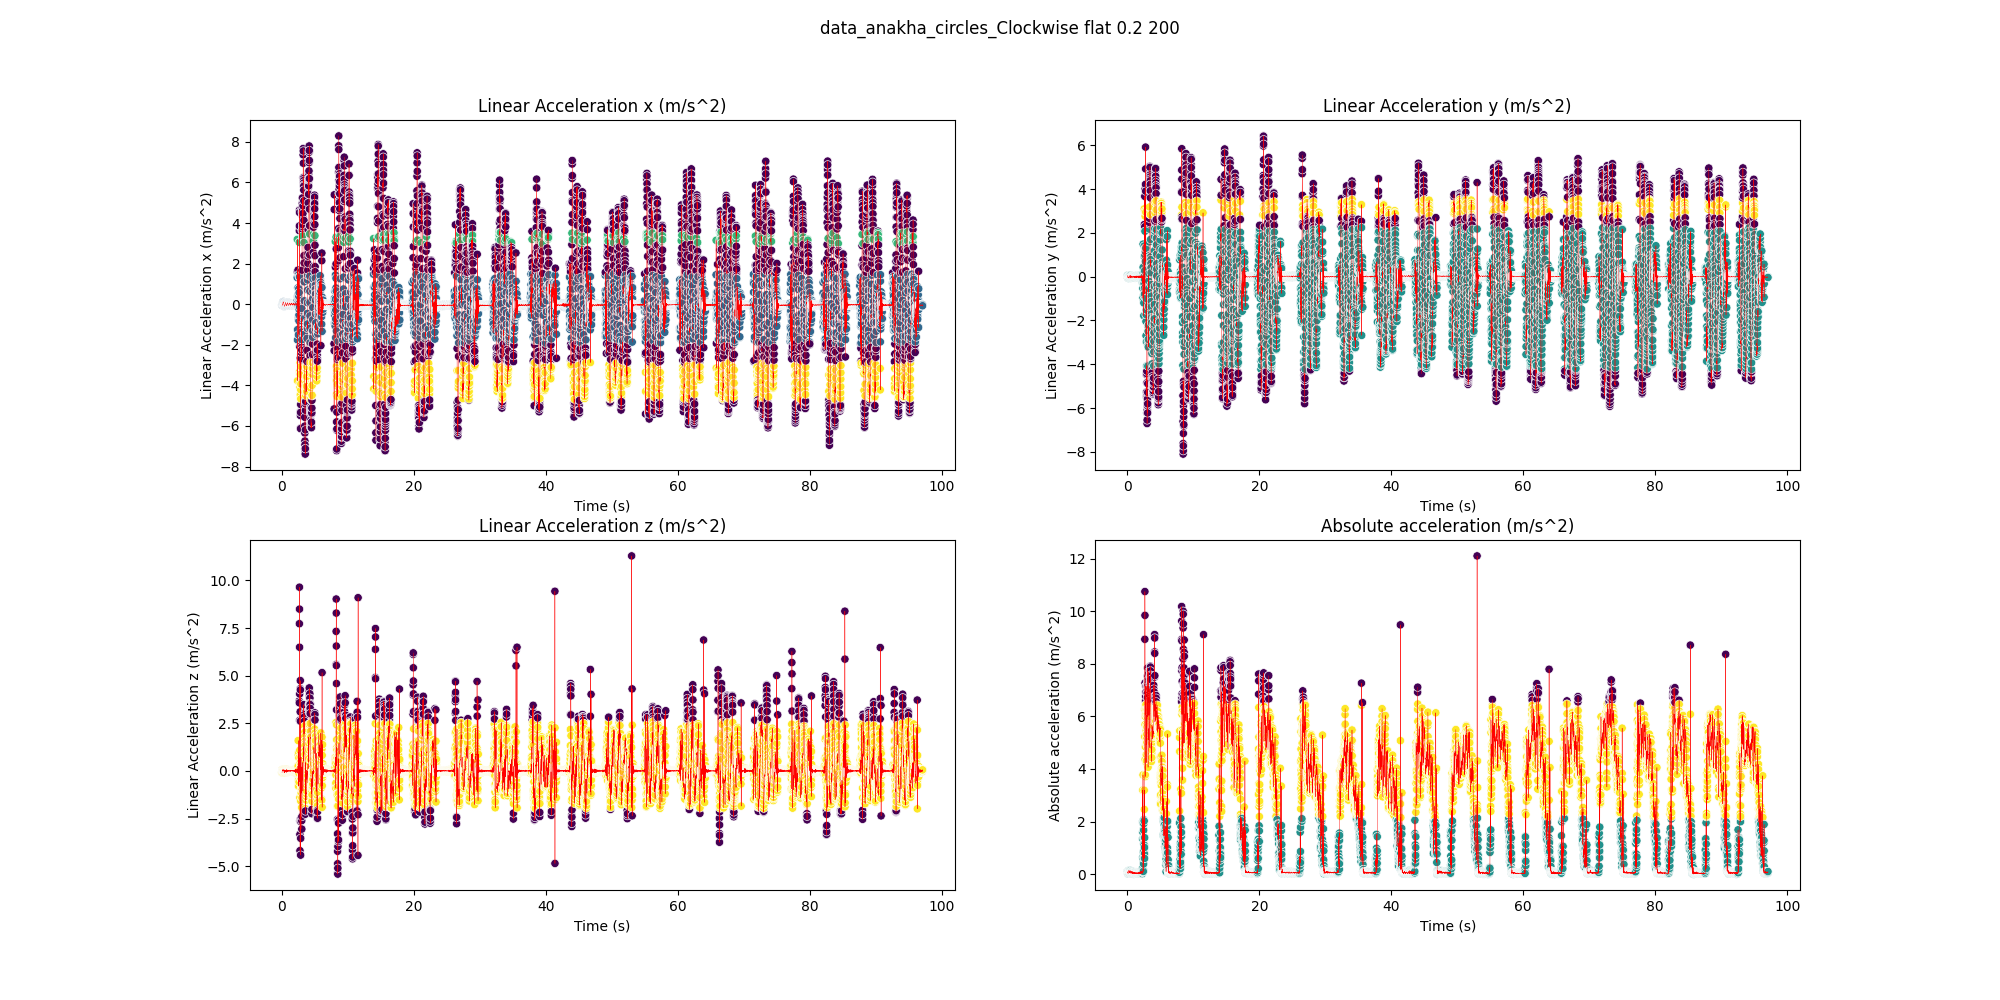 data_anakha_circles_Clockwise flat 0.2 200
Linear Acceleration x (m/s^2)
Linear Acceleration x (m/s^2)
8
6
4
2
0
−2
−4
−6
−8
0 20 40 60 80 100
Time (s)
Linear Acceleration y (m/s^2)
Linear Acceleration y (m/s^2)
6
4
2
0
−2
−4
−6
−8
0 20 40 60 80 100
Time (s)
Linear Acceleration z (m/s^2)
Linear Acceleration z (m/s^2)
10.0
7.5
5.0
2.5
0.0
−2.5
−5.0
0 20 40 60 80 100
Time (s)
Absolute acceleration (m/s^2)
Absolute acceleration (m/s^2)
12
10
8
6
4
2
0
0 20 40 60 80 100
Time (s)